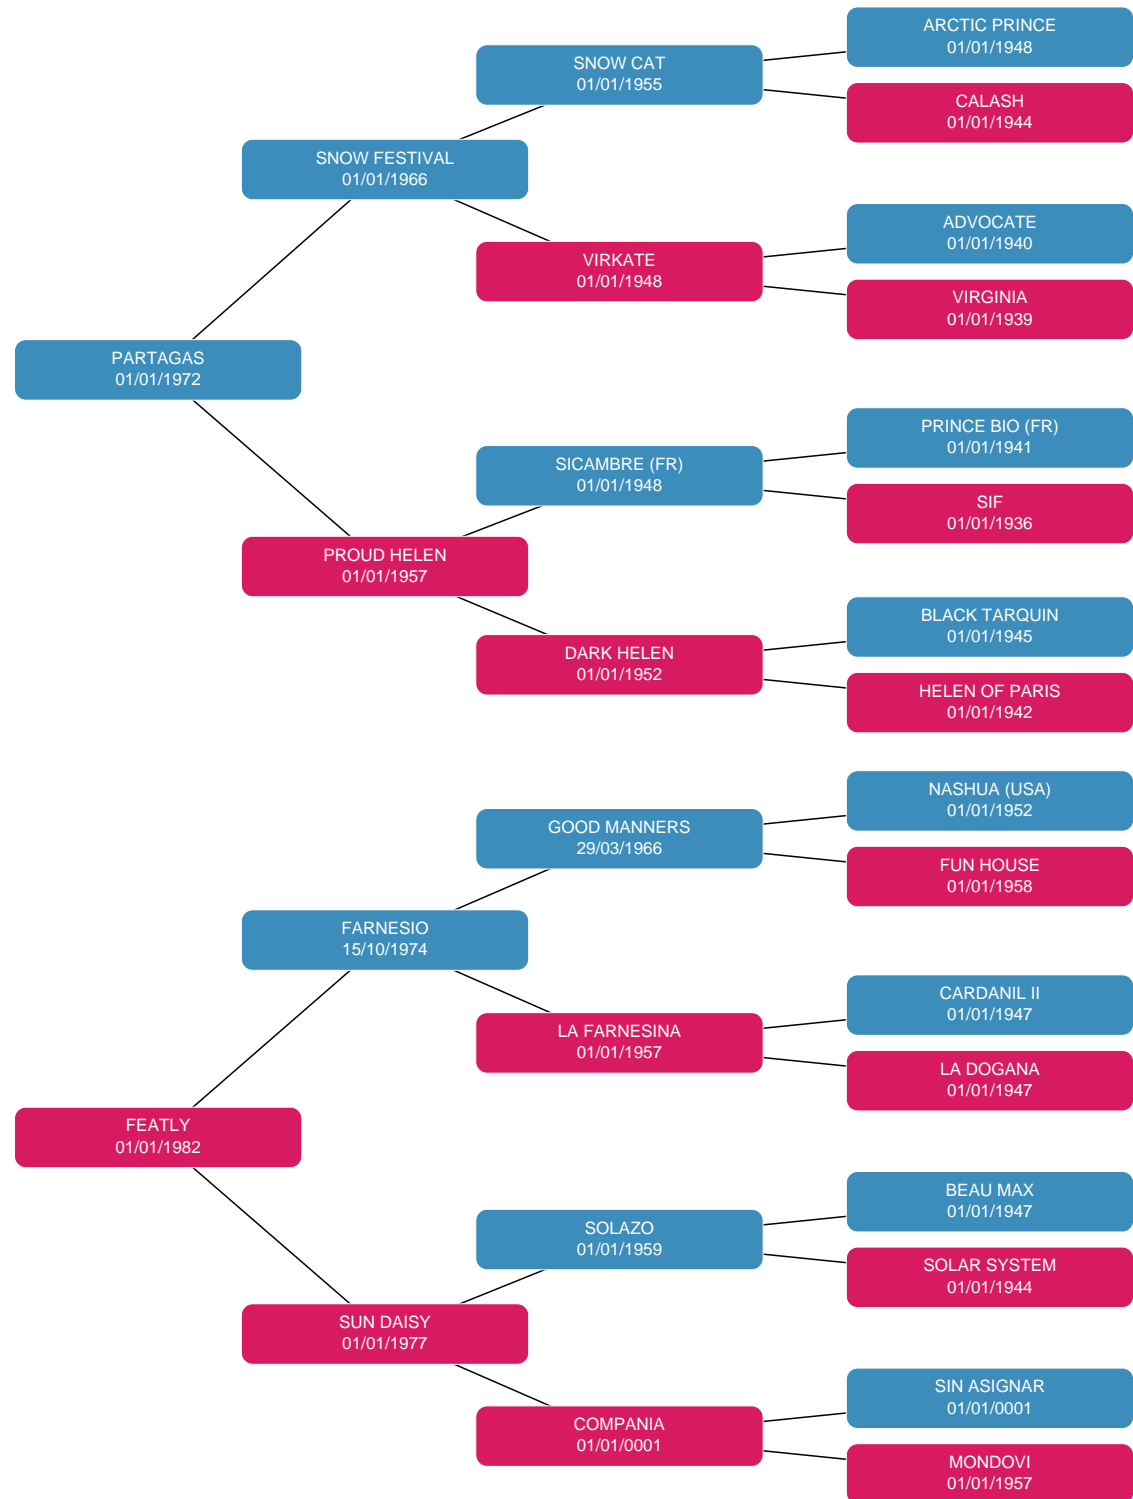 ARCTIC PRINCE
01/01/1948
SNOW CAT
01/01/1955
CALASH
01/01/1944
SNOW FESTIVAL
01/01/1966
ADVOCATE
01/01/1940
VIRKATE
01/01/1948
VIRGINIA
01/01/1939
PARTAGAS
01/01/1972
PRINCE BIO (FR)
01/01/1941
SICAMBRE (FR)
01/01/1948
SIF
01/01/1936
PROUD HELEN
01/01/1957
BLACK TARQUIN
01/01/1945
DARK HELEN
01/01/1952
HELEN OF PARIS
01/01/1942
NASHUA (USA)
01/01/1952
GOOD MANNERS
29/03/1966
FUN HOUSE
01/01/1958
FARNESIO
15/10/1974
CARDANIL II
01/01/1947
LA FARNESINA
01/01/1957
LA DOGANA
01/01/1947
FEATLY
01/01/1982
BEAU MAX
01/01/1947
SOLAZO
01/01/1959
SOLAR SYSTEM
01/01/1944
SUN DAISY
01/01/1977
SIN ASIGNAR
01/01/0001
COMPANIA
01/01/0001
MONDOVI
01/01/1957